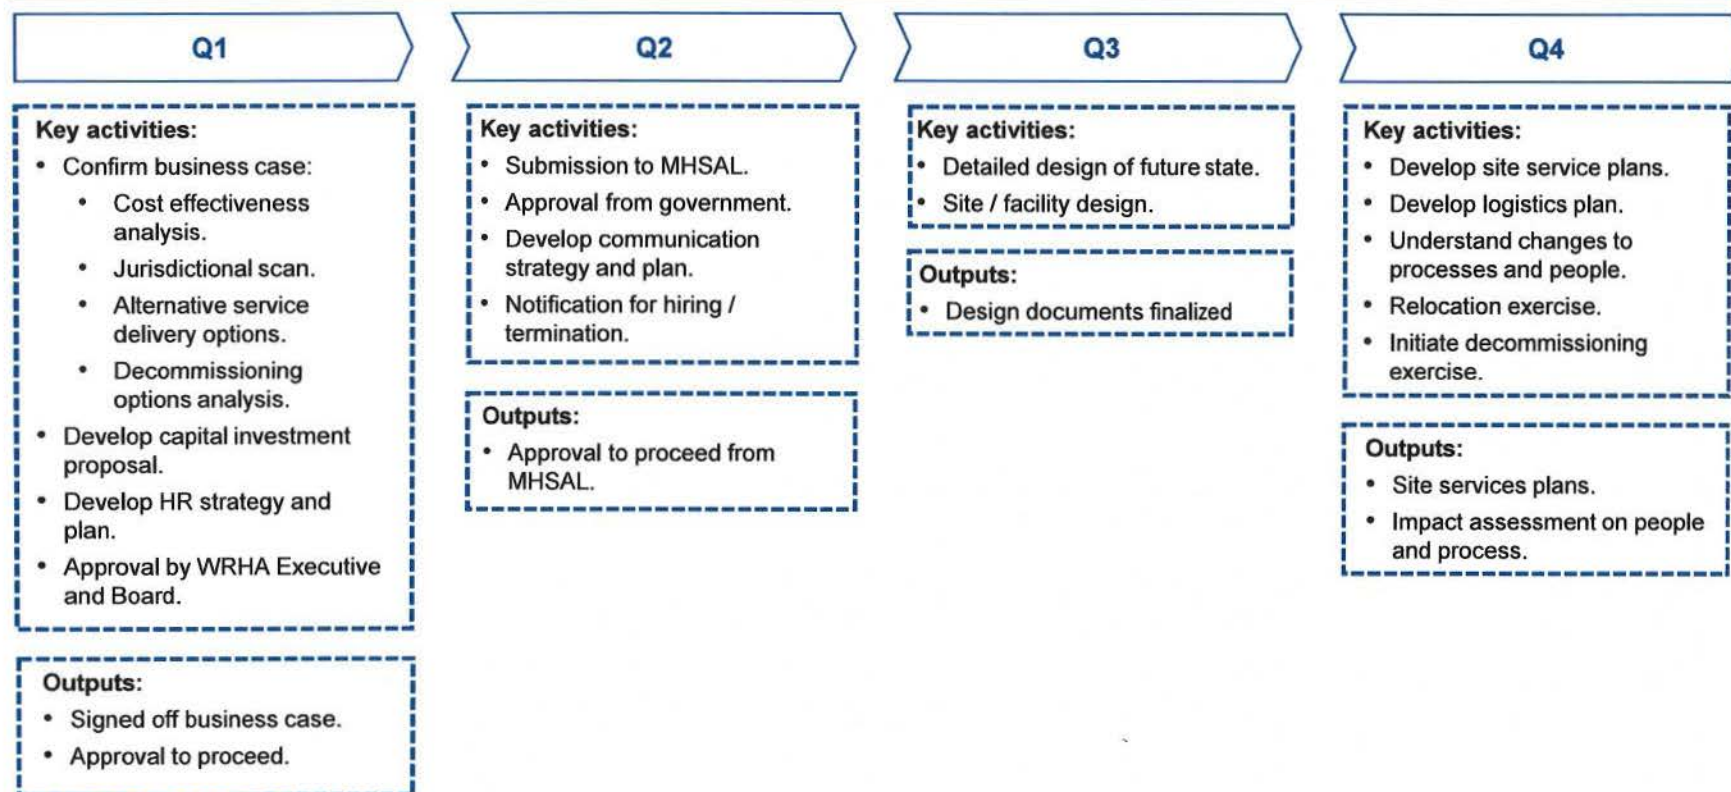 Q1
Key activities:
• Confirm business case:
• Cost effectiveness
analysis.
• Jurisdictional scan.
• Alternative service
delivery options.
• Decommissioning
options analysis.
• Develop capital investment
proposal.
• Develop HR strategy and
plan.
• Approval by WRHA Executive
and Board.
Outputs:
• Signed off business case.
• Approval to proceed.
Q2
Key activities:
• Submission to MHSAL.
• Approval from government.
• Develop communication
strategy and plan.
• Notification for hiring /
termination.
Outputs:
• Approval to proceed from
MHSAL.
Q3
Key activities:
• Detailed design of future state.
• Site / facility design.
Outputs:
• Design documents finalized
Q4
Key activities:
• Develop site service plans.
• Develop logistics plan.
• Understand changes to
processes and people.
• Relocation exercise.
• Initiate decommissioning
exercise.
Outputs:
• Site services plans.
• Impact assessment on people
and process.